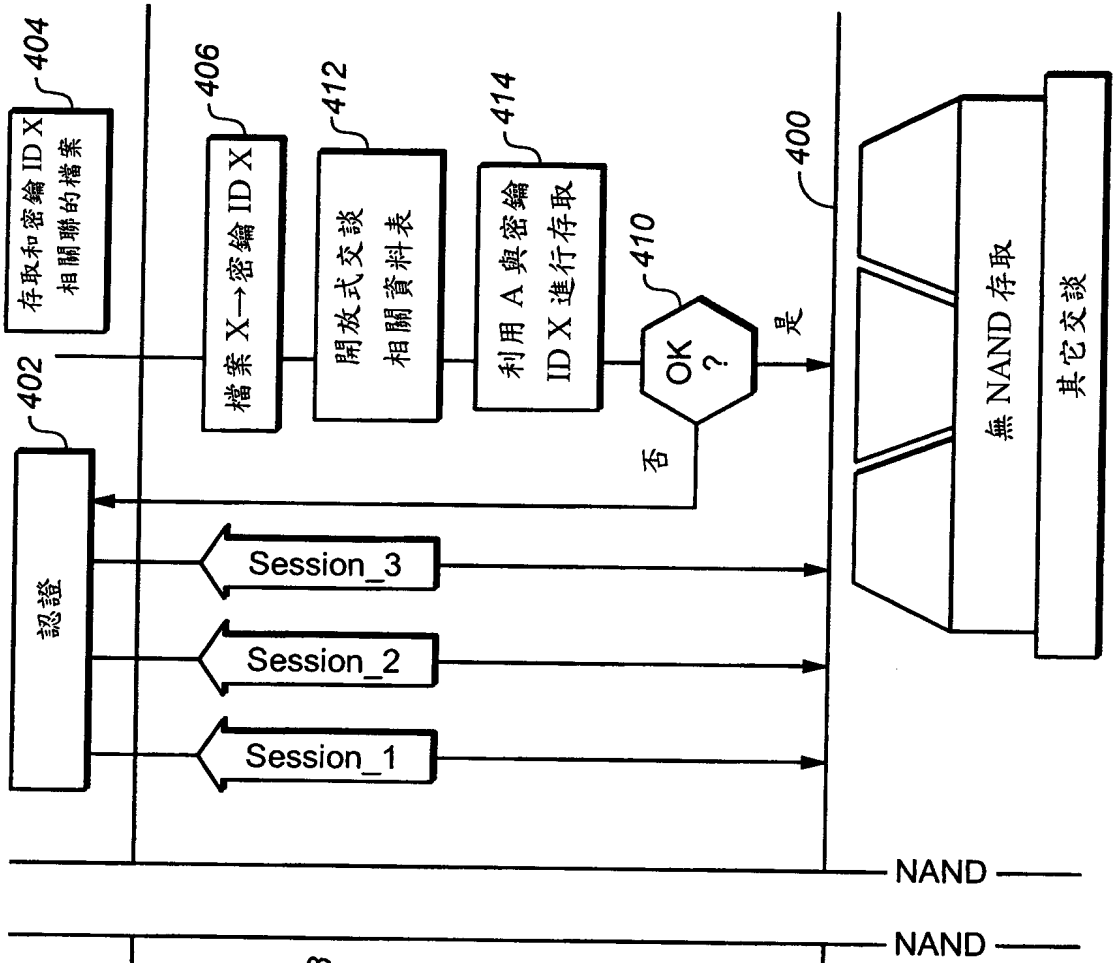 404
存取和密鑰 ID X
相關聯的檔案
402
認證
406
檔案 X→密鑰 ID X
412
開放式交談
相關資料表
414
利用 A 與密鑰
ID X 進行存取
410
OK
?
否
是
Session_3
Session_2
Session_1
400
無 NAND 存取
其它交談
NAND
NAND